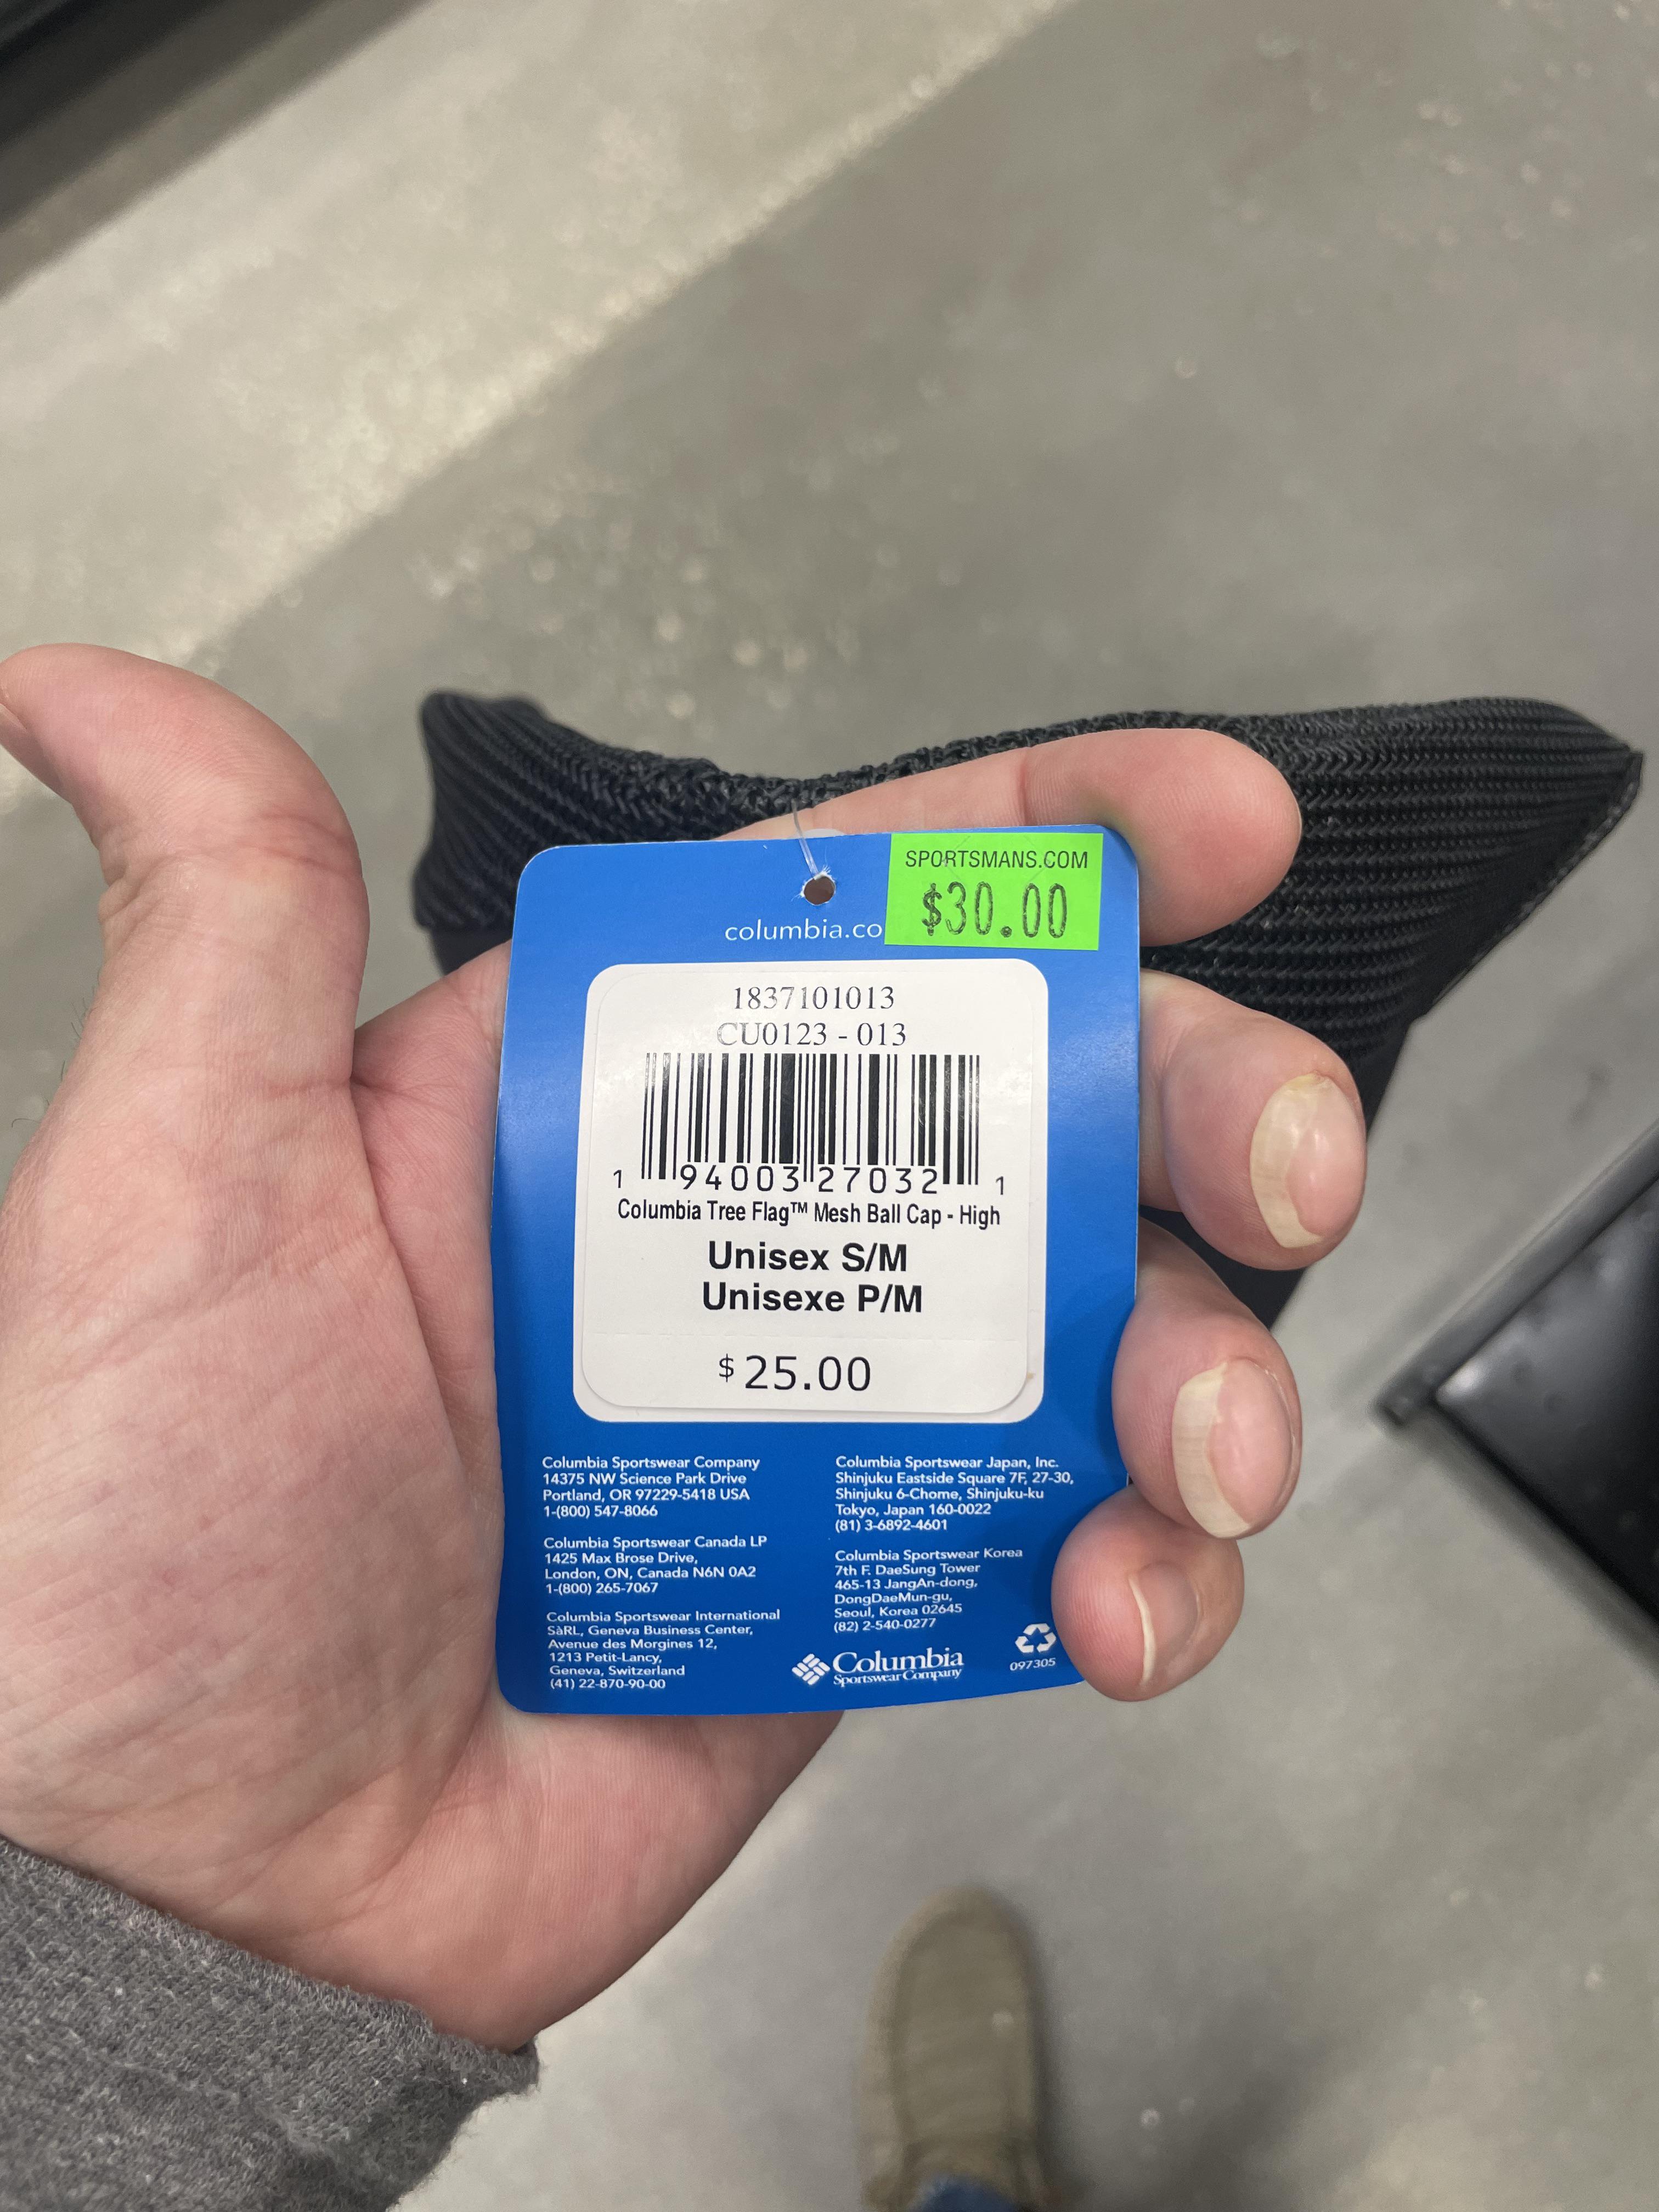 SPORTSMANS.COM
$30.00
columbia.co
1837101013
CU0123 - 013
1 94003 27032 1
Columbia Tree Flag™ Mesh Ball Cap - High
Unisex S/M
Unisexe P/M
$25.00
Columbia Sportswear Company
14375 NW Science Park Drive
Portland, OR 97229-5418 USA
1-(800) 547-8066
Columbia Sportswear Canada LP
1425 Max Brose Drive,
London, ON, Canada N6N 0A2
1-(800) 265-7067
Columbia Sportswear International
SàRL, Geneva Business Center,
Avenue des Morgines 12,
1213 Petit-Lancy,
Geneva, Switzerland
(41) 22-870-90-00
Columbia Sportswear Japan, Inc.
Shinjuku Eastside Square 7F, 27-30,
Shinjuku 6-Chome, Shinjuku-ku
Tokyo, Japan 160-0022
(81) 3-6892-4601
Columbia Sportswear Korea
7th F. DaeSung Tower
465-13 JangAn-dong,
DongDaeMun-gu,
Seoul, Korea 02645
(82) 2-540-0277
Columbia
Sportswear Company
097305